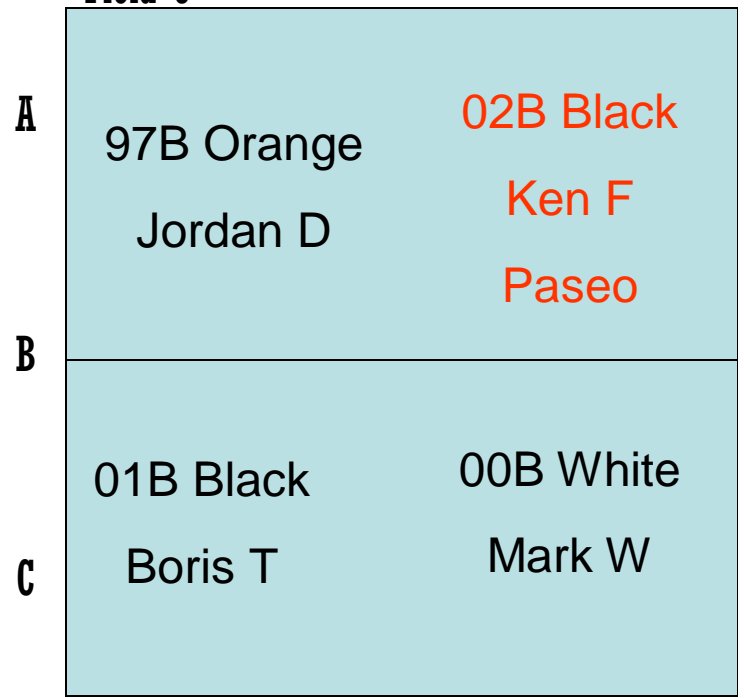 A
97B Orange
Jordan D
02B Black
Ken F
Paseo
B
01B Black
Boris T
00B White
Mark W
C